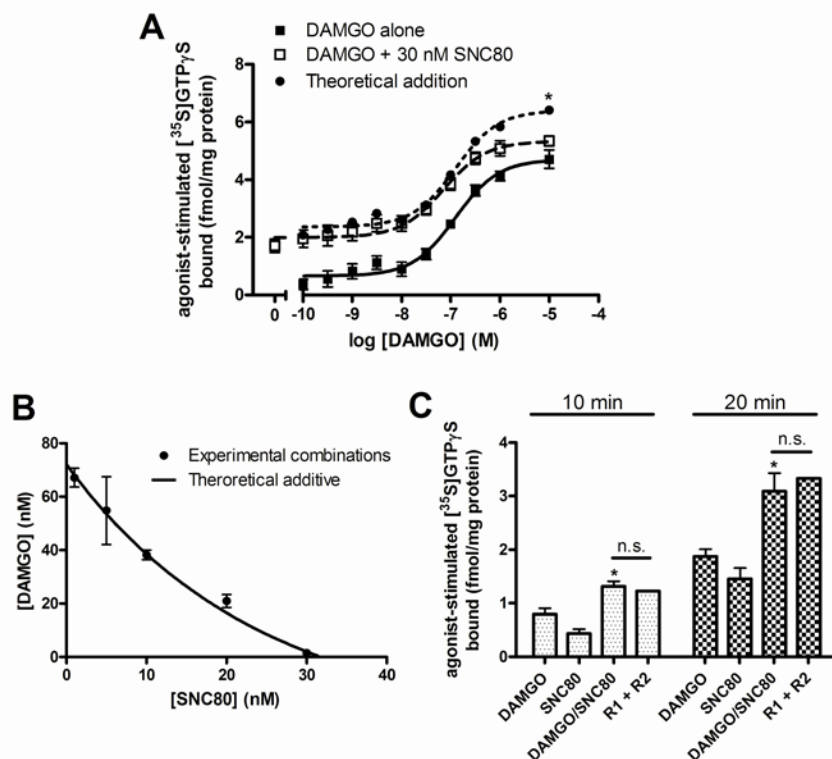 A
DAMGO alone
DAMGO + 30 nM SNC80
Theoretical addition
agonist-stimulated [³⁵S]GTPγS
bound (fmol/mg protein)
8
6
4
2
0
*
0 -10 -9 -8 -7 -6 -5 -4
log [DAMGO] (M)
B
Experimental combinations
Theroretical additive
[DAMGO] (nM)
80
60
40
20
0
0 10 20 30 40
[SNC80] (nM)
C
10 min 20 min
agonist-stimulated [³⁵S]GTPγS
bound (fmol/mg protein)
4
3
2
1
0
n.s.
*
n.s.
*
DAMGO
SNC80
DAMGO/SNC80
R1 + R2
DAMGO
SNC80
DAMGO/SNC80
R1 + R2